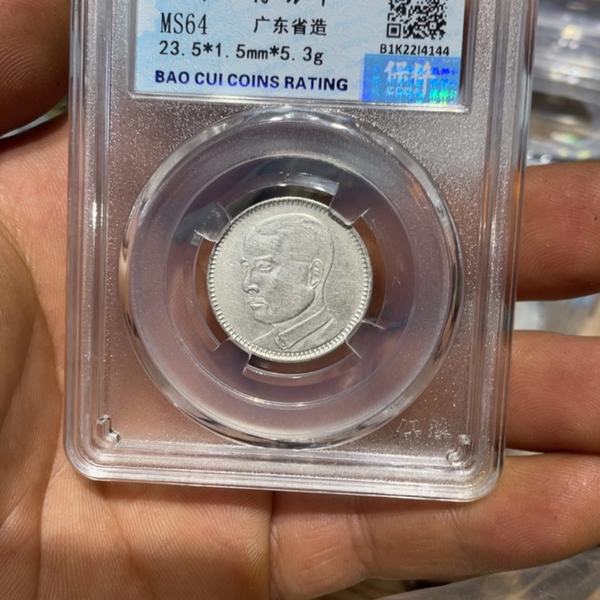 MS64 广东省造
23.5*1.5mm*5.3g
B1K22I4144
BAO CUI COINS RATING
保粹